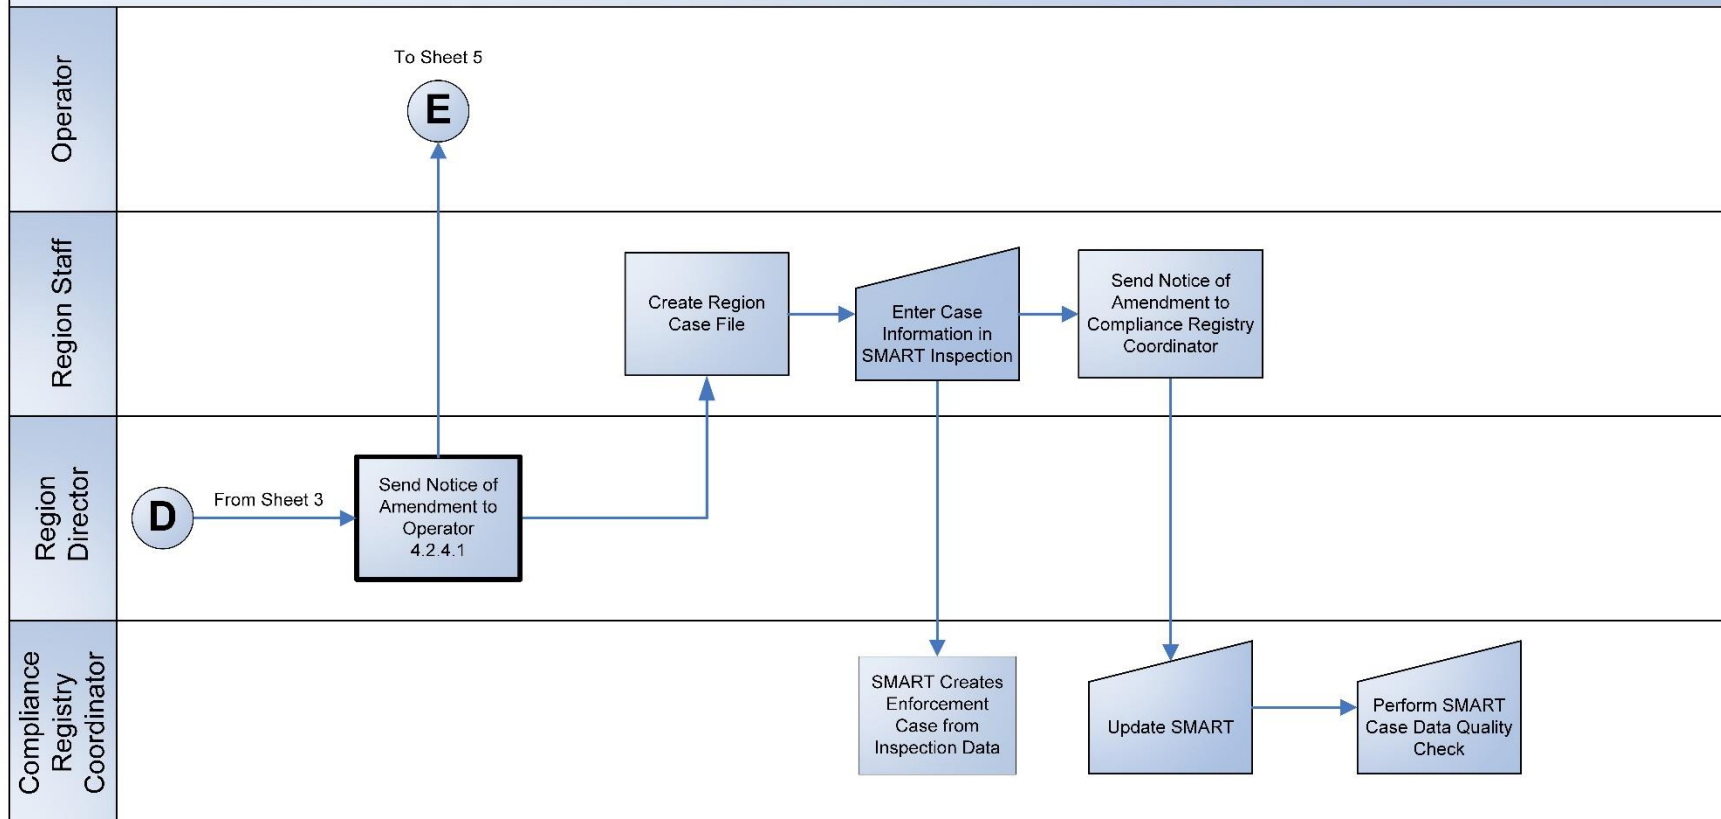 Operator
To Sheet 5
E
Region Staff
Create Region
Case File
Enter Case
Information in
SMART Inspection
Send Notice of
Amendment to
Compliance Registry
Coordinator
Region
Director
D
From Sheet 3
Send Notice of
Amendment to
Operator
4.2.4.1
Compliance
Registry
Coordinator
SMART Creates
Enforcement
Case from
Inspection Data
Update SMART
Perform SMART
Case Data Quality
Check